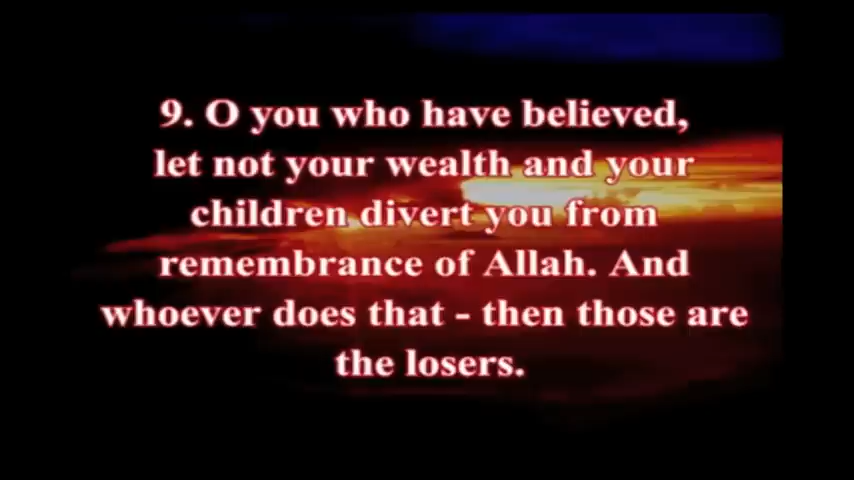 9. O you who have believed,
let not your wealth and your
children divert you from
remembrance of Allah. And
whoever does that - then those are
the losers.